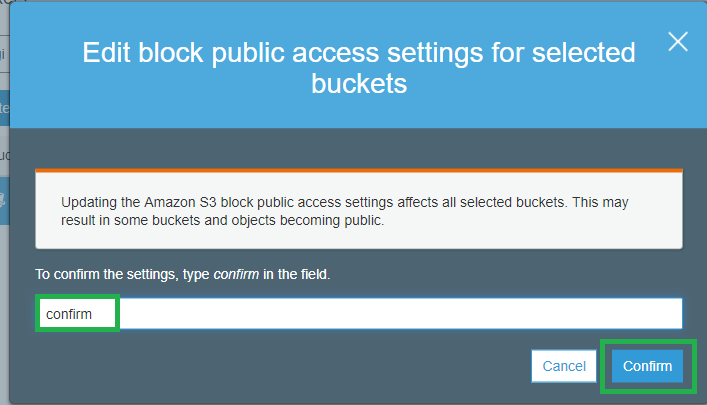 Edit block public access settings for selected
buckets
Updating the Amazon S3 block public access settings affects all selected buckets. This may
result in some buckets and objects becoming public.
To confirm the settings, type confirm in the field.
confirm
Cancel
Confirm